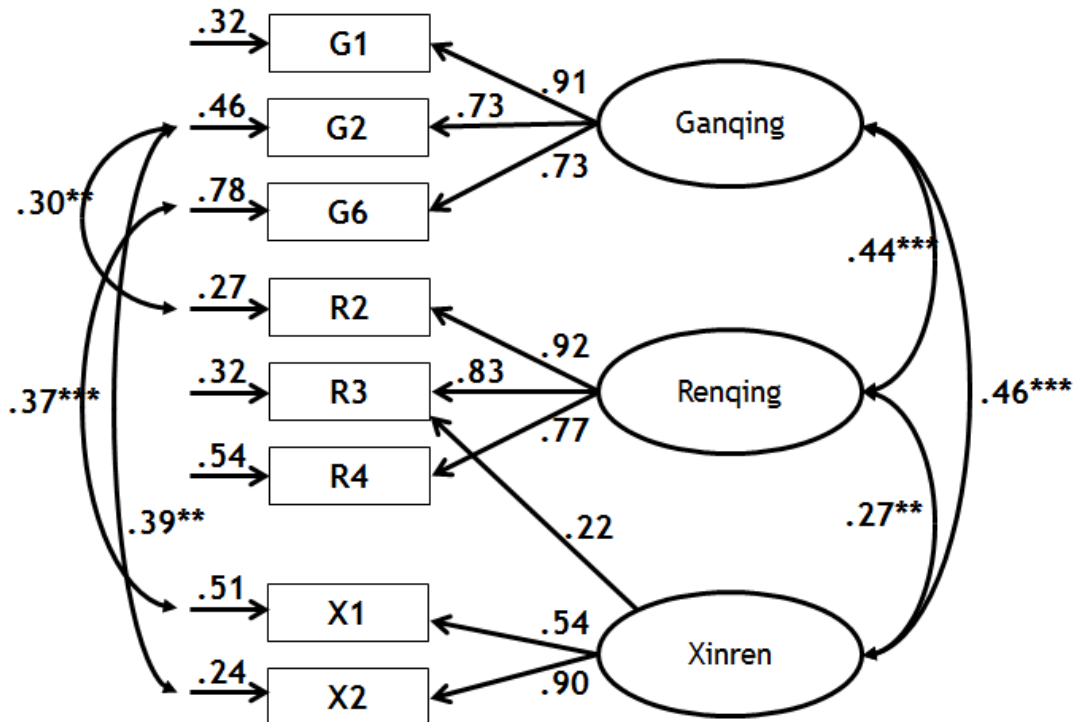 .32
G1
.91
.46
G2
.73
Ganqing
.78
G6
.73
.30**
.44***
.27
R2
.92
.32
R3
.83
Renqing
.37***
.46***
.77
.54
R4
.39**
.22
.27**
.51
X1
.54
Xinren
.24
X2
.90